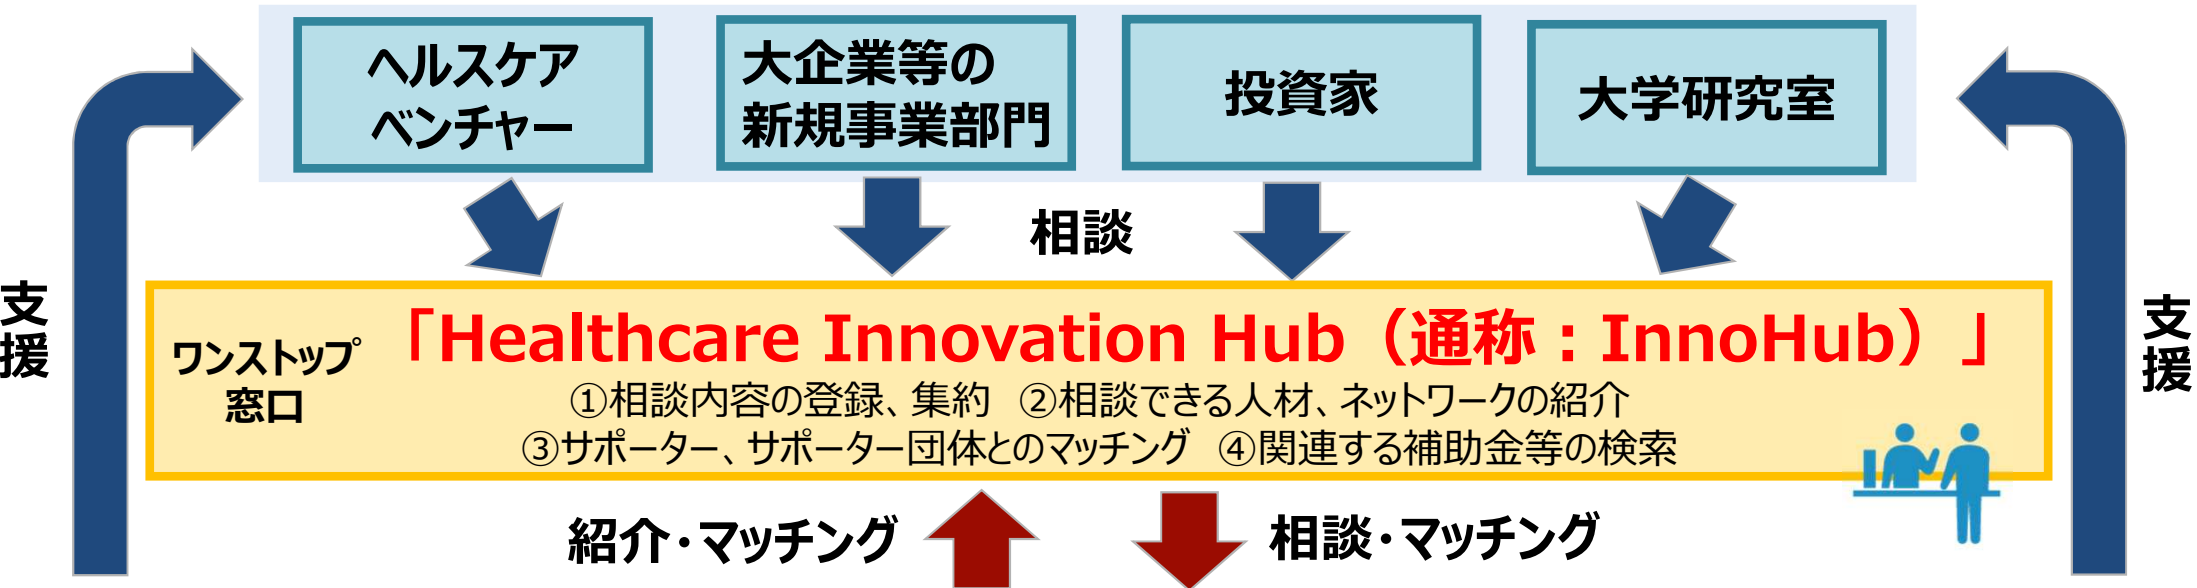 ヘルスケア
ベンチャー
大企業等の
新規事業部門
投資家
大学研究室
相談
支援
支援
ワンストップ
窓口
「Healthcare Innovation Hub（通称：InnoHub）」
①相談内容の登録、集約　②相談できる人材、ネットワークの紹介
③サポーター、サポーター団体とのマッチング　④関連する補助金等の検索
紹介・マッチング
相談・マッチング